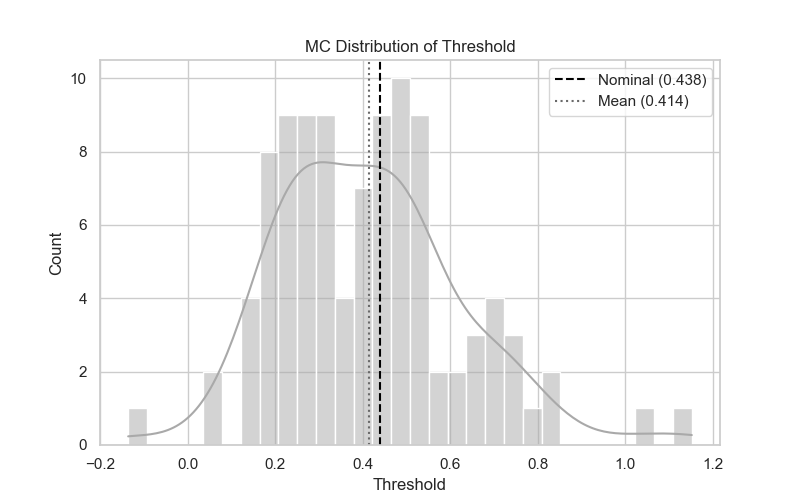 MC Distribution of Threshold
Nominal (0.438)
Mean (0.414)
Count
10
8
6
4
2
0
−0.2 0.0 0.2 0.4 0.6 0.8 1.0 1.2
Threshold